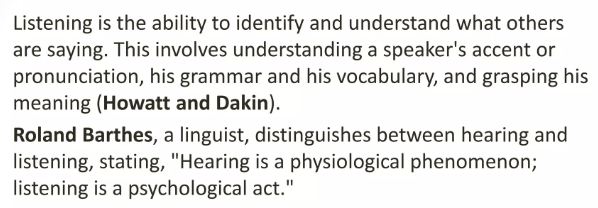 Listening is the ability to identify and understand what others
are saying. This involves understanding a speaker's accent or
pronunciation, his grammar and his vocabulary, and grasping his
meaning (Howatt and Dakin).
Roland Barthes, a linguist, distinguishes between hearing and
listening, stating, "Hearing is a physiological phenomenon;
listening is a psychological act."